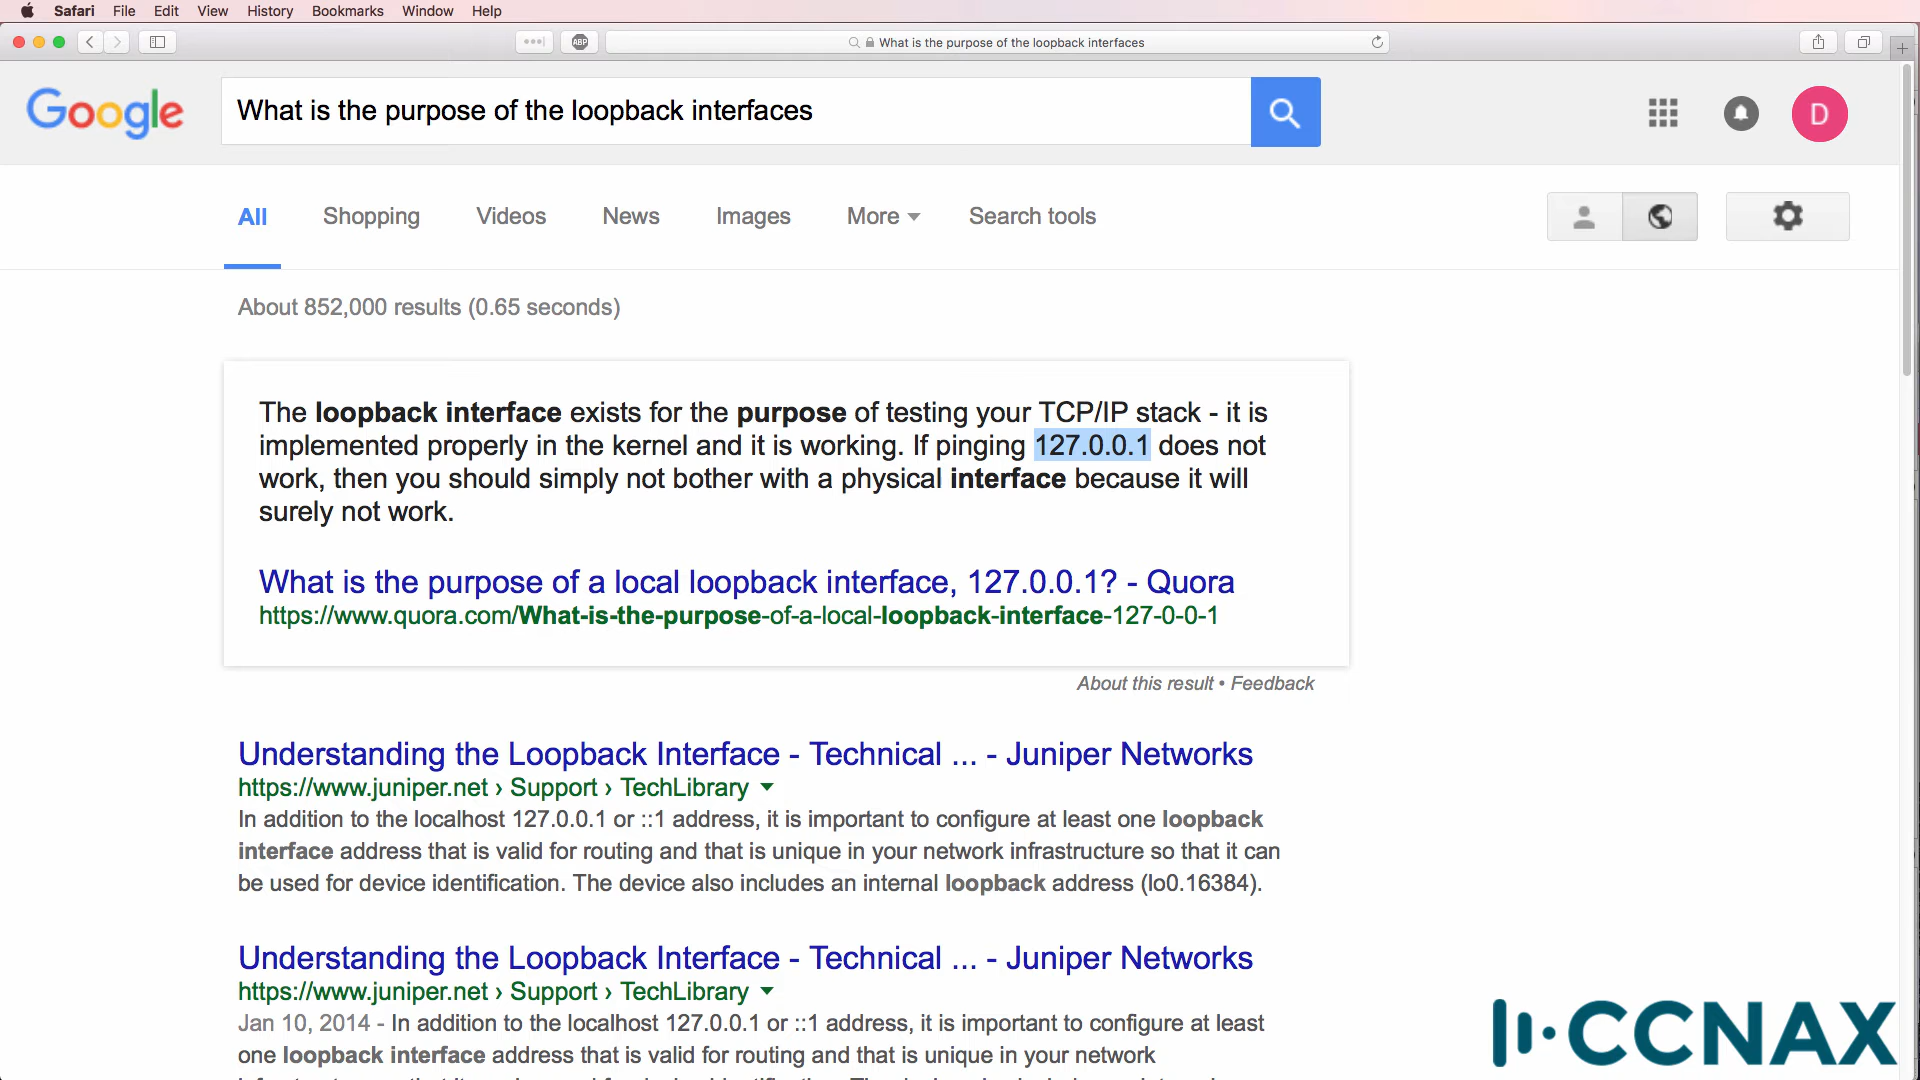 Safari File Edit View History Bookmarks Window Help
ABP
What is the purpose of the loopback interfaces
Google
What is the purpose of the loopback interfaces
D
All Shopping Videos News Images More Search tools
About 852,000 results (0.65 seconds)
The loopback interface exists for the purpose of testing your TCP/IP stack - it is
implemented properly in the kernel and it is working. If pinging 127.0.0.1 does not
work, then you should simply not bother with a physical interface because it will
surely not work.
What is the purpose of a local loopback interface, 127.0.0.1? - Quora
https://www.quora.com/What-is-the-purpose-of-a-local-loopback-interface-127-0-0-1
About this result • Feedback
Understanding the Loopback Interface - Technical ... - Juniper Networks
https://www.juniper.net › Support › TechLibrary
In addition to the localhost 127.0.0.1 or ::1 address, it is important to configure at least one loopback
interface address that is valid for routing and that is unique in your network infrastructure so that it can
be used for device identification. The device also includes an internal loopback address (lo0.16384).
Understanding the Loopback Interface - Technical ... - Juniper Networks
https://www.juniper.net › Support › TechLibrary
Jan 10, 2014 - In addition to the localhost 127.0.0.1 or ::1 address, it is important to configure at least
one loopback interface address that is valid for routing and that is unique in your network
CCNAX